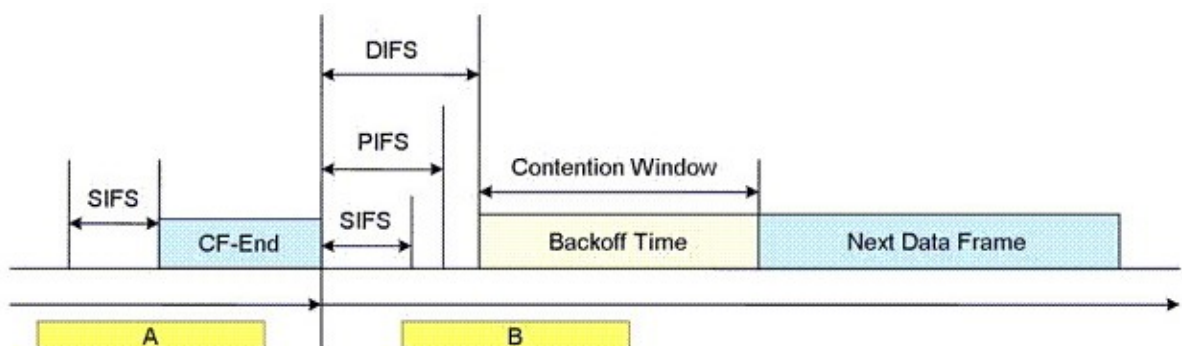 DIFS
PIFS
Contention Window
SIFS
SIFS
CF-End
Backoff Time
Next Data Frame
A
B